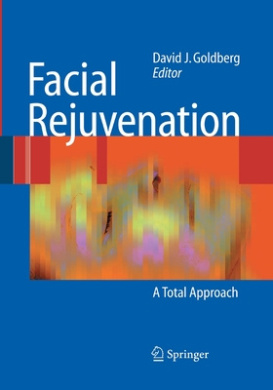 David J. Goldberg
Editor
Facial
Rejuvenation
A Total Approach
Springer